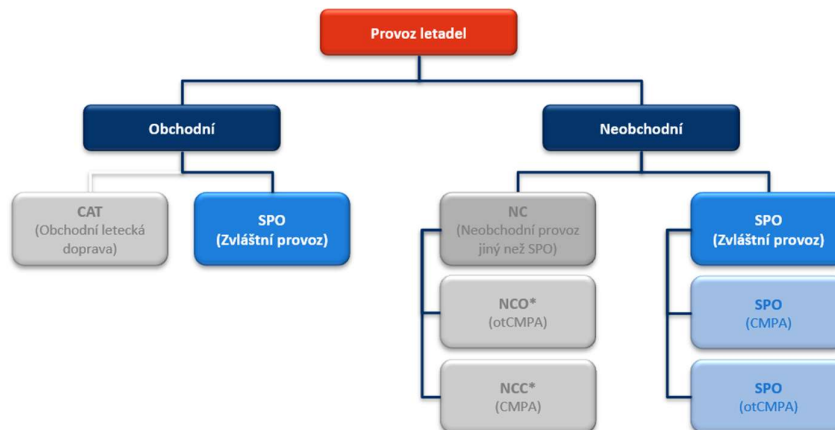 Provoz letadel
Obchodní
Neobchodní
CAT
(Obchodní letecká
doprava)
SPO
(Zvláštní provoz)
NC
(Neobchodní provoz
jiný než SPO)
SPO
(Zvláštní provoz)
NCO*
(otCMPA)
SPO
(CMPA)
NCC*
(CMPA)
SPO
(otCMPA)